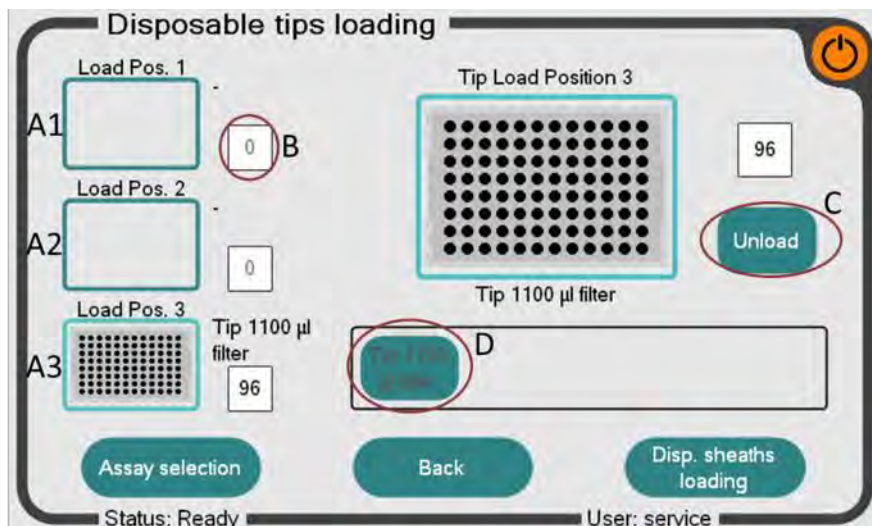 Disposable tips loading
Load Pos. 1
-
A1
0
B
Load Pos. 2
-
A2
0
Load Pos. 3
A3
Tip 1100 µl
filter
96
Tip Load Position 3
96
C
Unload
Tip 1100 µl filter
D
Tip 1100
Assay selection
Back
Disp. sheaths
loading
Status: Ready
User: service